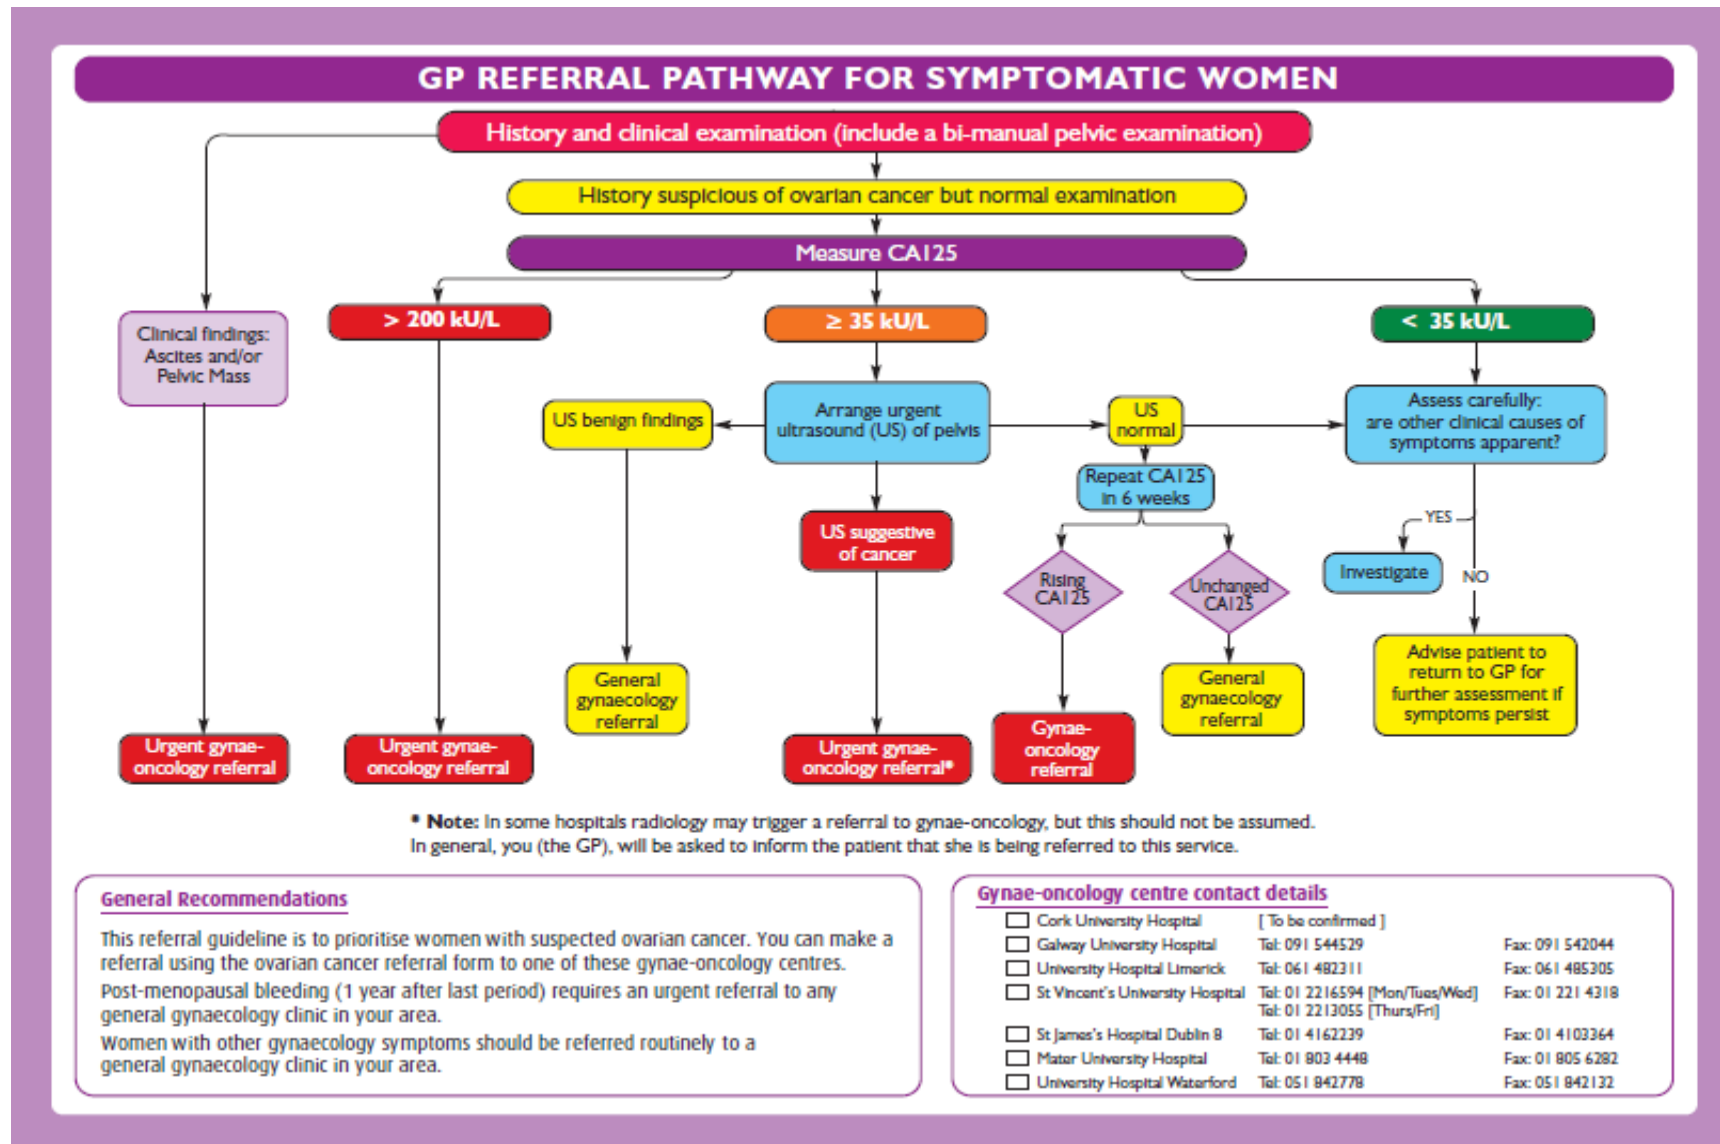 GP REFERRAL PATHWAY FOR SYMPTOMATIC WOMEN
History and clinical examination (include a bi-manual pelvic examination)
History suspicious of ovarian cancer but normal examination
Measure CA125
Clinical findings:
Ascites and/or
Pelvic Mass
> 200 kU/L
≥ 35 kU/L
< 35 kU/L
US benign findings
Arrange urgent
ultrasound (US) of pelvis
US
normal
Assess carefully:
are other clinical causes of
symptoms apparent?
Repeat CA125
in 6 weeks
US suggestive
of cancer
YES
Investigate
NO
Rising
CA125
Unchanged
CA125
General
gynaecology
referral
General
gynaecology
referral
Advise patient to
return to GP for
further assessment if
symptoms persist
Urgent gynae-
oncology referral
Urgent gynae-
oncology referral
Urgent gynae-
oncology referral*
Gynae-
oncology
referral
* Note: In some hospitals radiology may trigger a referral to gynae-oncology, but this should not be assumed.
In general, you (the GP), will be asked to inform the patient that she is being referred to this service.
General Recommendations
This referral guideline is to prioritise women with suspected ovarian cancer. You can make a
referral using the ovarian cancer referral form to one of these gynae-oncology centres.
Post-menopausal bleeding (1 year after last period) requires an urgent referral to any
general gynaecology clinic in your area.
Women with other gynaecology symptoms should be referred routinely to a
general gynaecology clinic in your area.
Gynae-oncology centre contact details
Cork University Hospital [ To be confirmed ]
Galway University Hospital Tel: 091 544529 Fax: 091 542044
University Hospital Limerick Tel: 061 482311 Fax: 061 485305
St Vincent's University Hospital Tel: 01 2216594 [Mon/Tues/Wed] Fax: 01 221 4318
Tel: 01 2213055 [Thurs/Fri]
St James's Hospital Dublin 8 Tel: 01 4162239 Fax: 01 4103364
Mater University Hospital Tel: 01 803 4448 Fax: 01 805 6282
University Hospital Waterford Tel: 051 842778 Fax: 051 842132